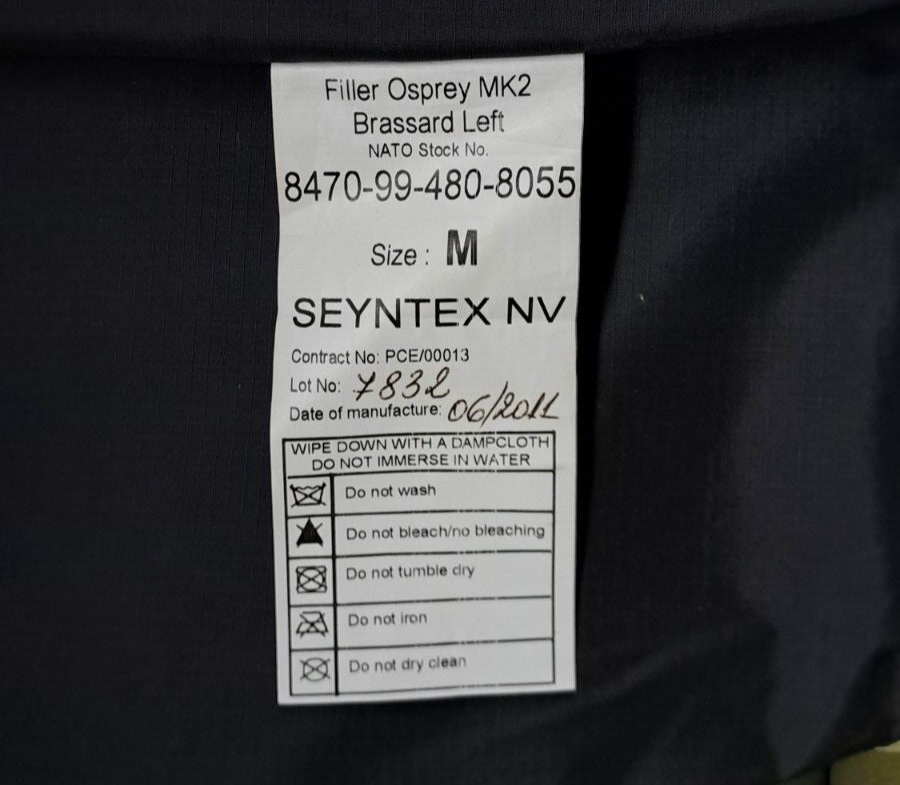 Filler Osprey MK2
Brassard Left
NATO Stock No.
8470-99-480-8055
Size : M
SEYNTEX NV
Contract No: PCE/00013
Lot No: 7832
Date of manufacture: 06/2011
WIPE DOWN WITH A DAMPCLOTH
DO NOT IMMERSE IN WATER
Do not wash
Do not bleach/no bleaching
Do not tumble dry
Do not iron
Do not dry clean